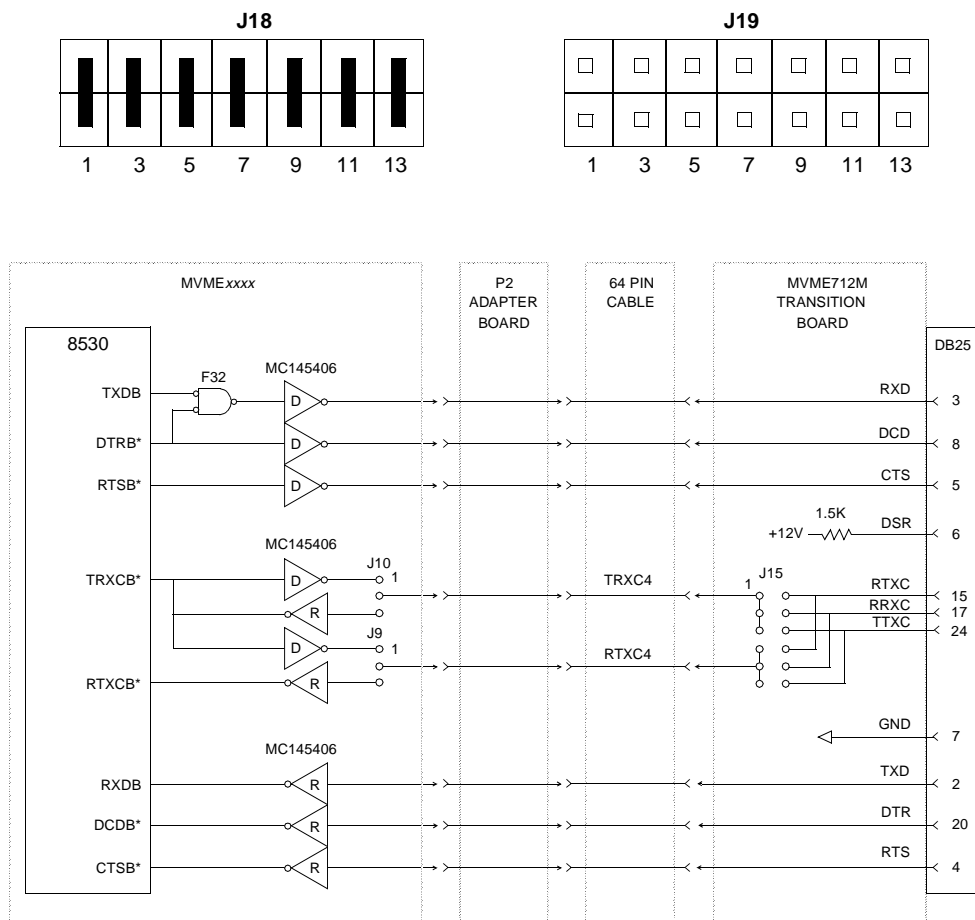 J18 J19
1 3 5 7 9 11 13 1 3 5 7 9 11 13
MVMExxxx P2 ADAPTER BOARD 64 PIN CABLE MVME712M TRANSITION BOARD
8530 DB25
MC145406
F32
TXDB D RXD 3
DTRB* D DCD 8
RTSB* D CTS 5
1.5K
+12V DSR 6
MC145406
J10 J15
TRXCB* D 1 TRXC4 1 RTXC 15
R RRXC 17
J9 TTXC 24
D 1
RTXC4
RTXCB* R
GND 7
MC145406
RXDB R TXD 2
DCDB* R DTR 20
CTSB* R RTS 4